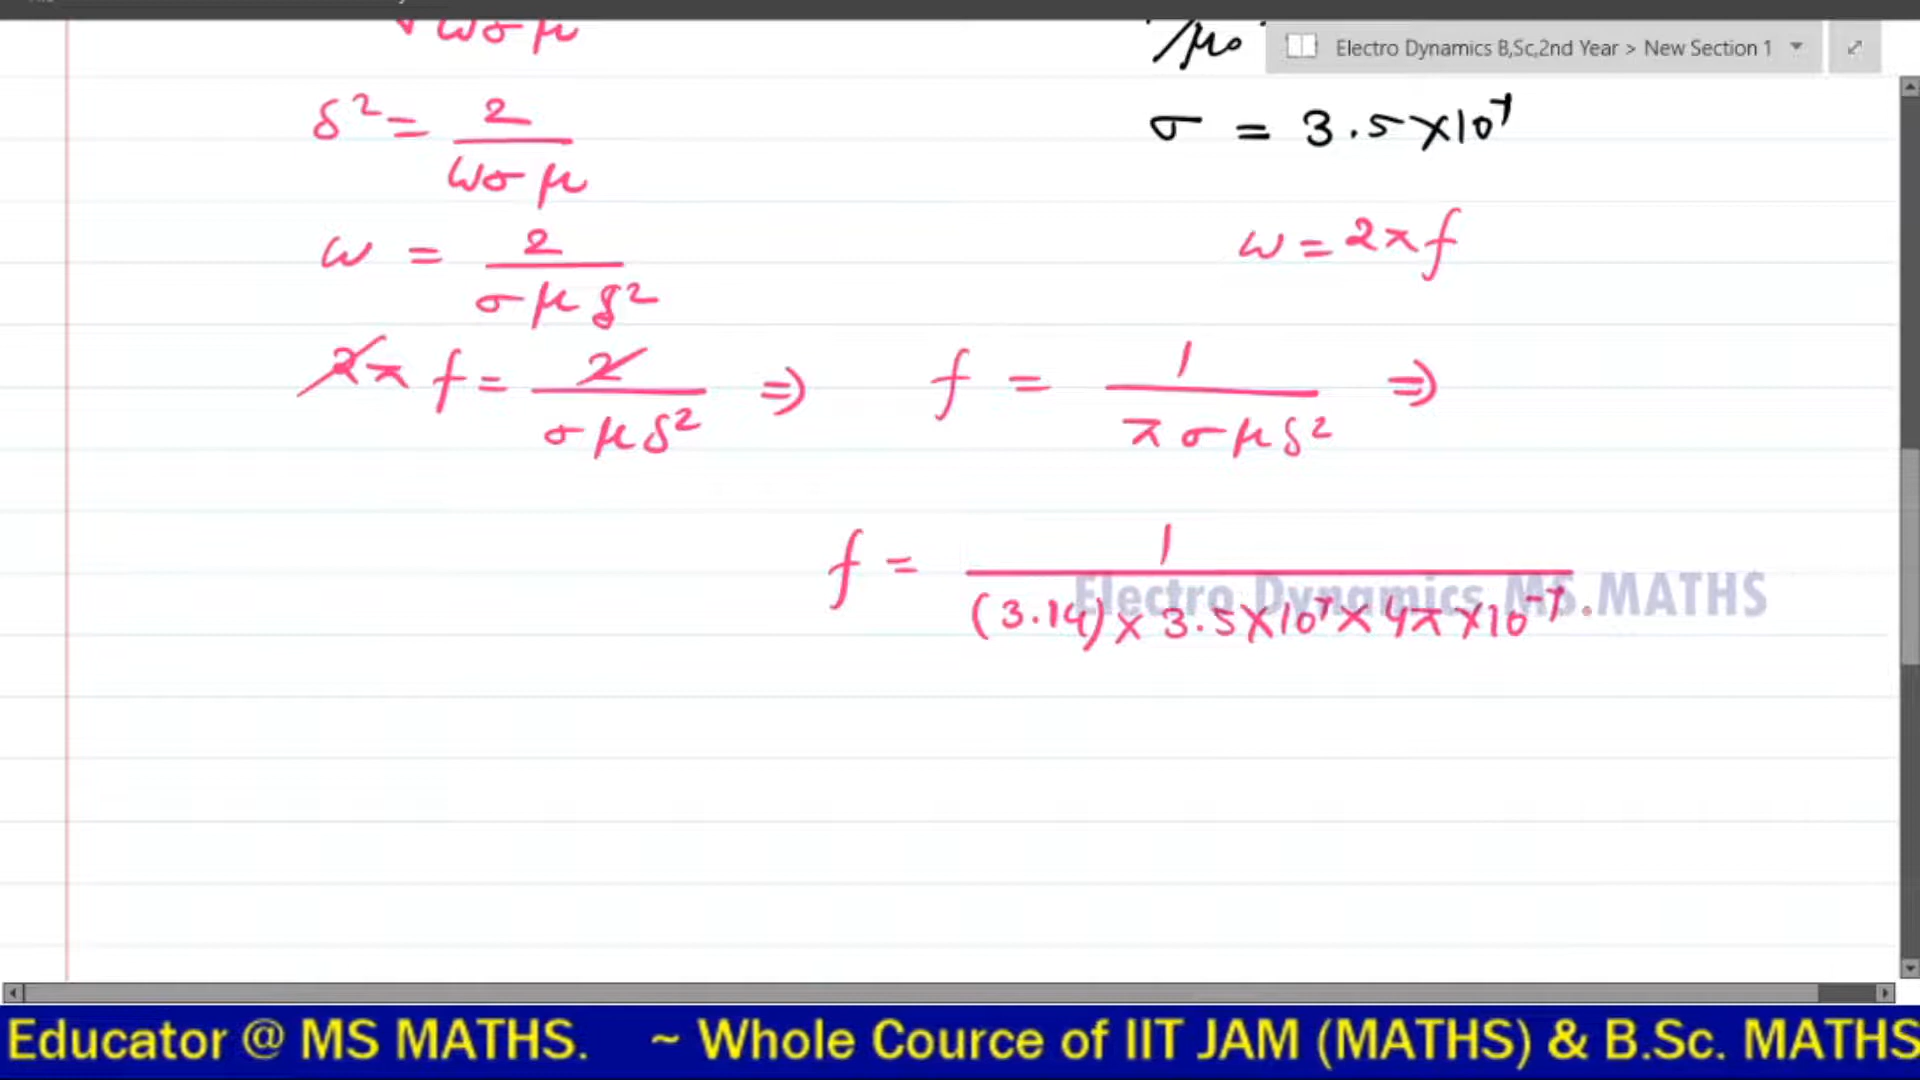 √ωσμ
/μ₀
Electro Dynamics B,Sc,2nd Year > New Section 1
δ² = 2/(ωσμ)
σ = 3.5×10⁷
ω = 2/(σμδ²)
ω = 2πf
2πf = 2/(σμδ²) ⇒ f = 1/(πσμδ²) ⇒
f = 1/((3.14) × 3.5×10⁷ × 4π×10⁻⁷ .
Electro Dynamics MS.MATHS
Educator @ MS MATHS. ~ Whole Cource of IIT JAM (MATHS) & B.Sc. MATHS